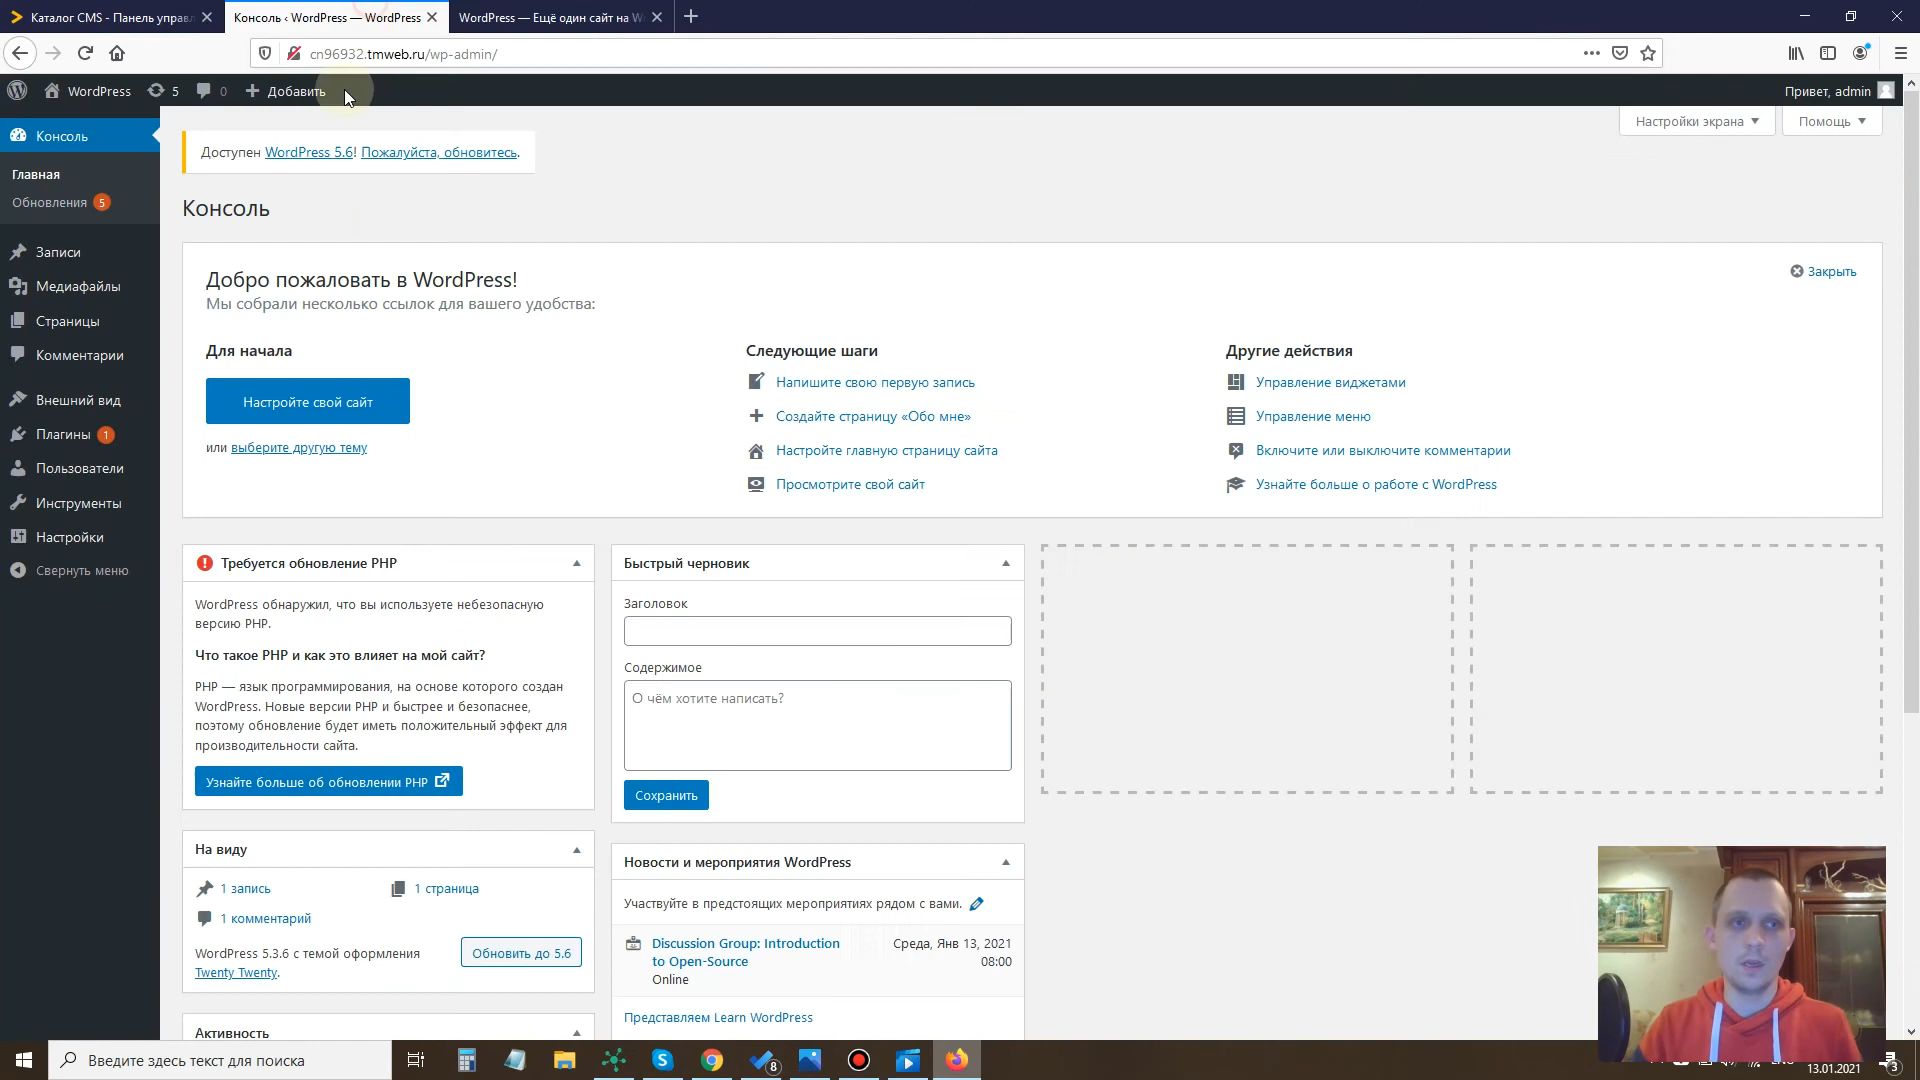 Каталог CMS - Панель управл
Консоль ‹ WordPress — WordPress
WordPress — Ещё один сайт на W
cn96932.tmweb.ru/wp-admin/
WordPress
5
0
Добавить
Привет, admin
Консоль
Главная
Обновления 5
Записи
Медиафайлы
Страницы
Комментарии
Внешний вид
Плагины 1
Пользователи
Инструменты
Настройки
Свернуть меню
Настройки экрана
Помощь
Доступен WordPress 5.6! Пожалуйста, обновитесь.
Консоль
Добро пожаловать в WordPress!
Мы собрали несколько ссылок для вашего удобства:
Закрыть
Для начала
Настройте свой сайт
или выберите другую тему
Следующие шаги
Напишите свою первую запись
Создайте страницу «Обо мне»
Настройте главную страницу сайта
Просмотрите свой сайт
Другие действия
Управление виджетами
Управление меню
Включите или выключите комментарии
Узнайте больше о работе с WordPress
Требуется обновление PHP
WordPress обнаружил, что вы используете небезопасную
версию PHP.
Что такое PHP и как это влияет на мой сайт?
PHP — язык программирования, на основе которого создан
WordPress. Новые версии PHP и быстрее и безопаснее,
поэтому обновление будет иметь положительный эффект для
производительности сайта.
Узнайте больше об обновлении PHP
На виду
1 запись
1 страница
1 комментарий
WordPress 5.3.6 с темой оформления
Twenty Twenty.
Обновить до 5.6
Активность
Быстрый черновик
Заголовок
Содержимое
О чём хотите написать?
Сохранить
Новости и мероприятия WordPress
Участвуйте в предстоящих мероприятиях рядом с вами.
Discussion Group: Introduction
to Open-Source
Online
Среда, Янв 13, 2021
08:00
Представляем Learn WordPress
Введите здесь текст для поиска
8
13.01.2021
3